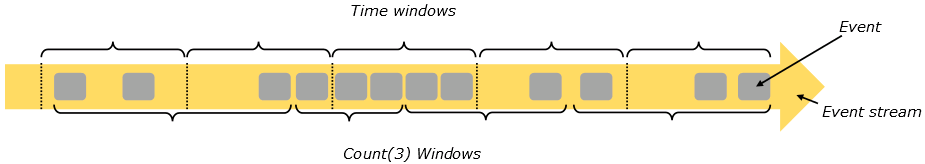 Time windows
Event
Event stream
Count(3) Windows